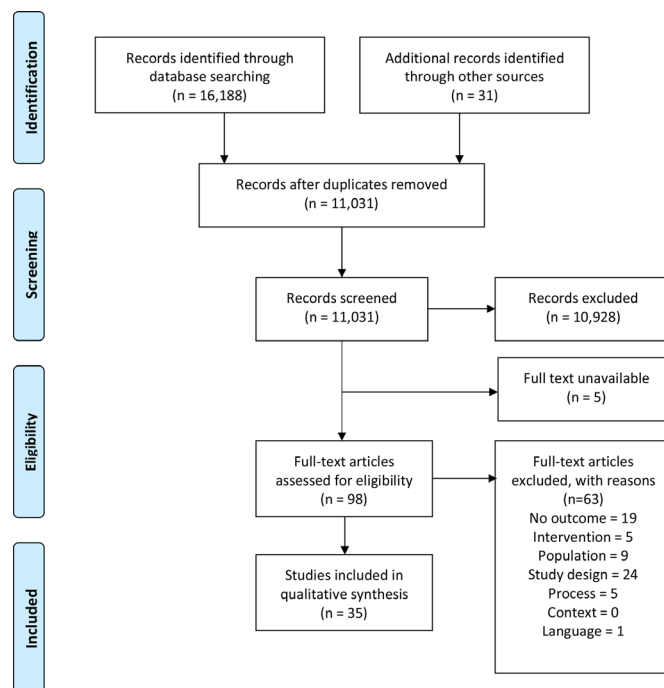 Identification
Records identified through
database searching
(n = 16,188)
Additional records identified
through other sources
(n = 31)
Records after duplicates removed
(n = 11,031)
Screening
Records screened
(n = 11,031)
Records excluded
(n = 10,928)
Full text unavailable
(n = 5)
Eligibility
Full-text articles
assessed for eligibility
(n = 98)
Full-text articles
excluded, with reasons
(n=63)
No outcome = 19
Intervention = 5
Population = 9
Study design = 24
Process = 5
Context = 0
Language = 1
Included
Studies included in
qualitative synthesis
(n = 35)